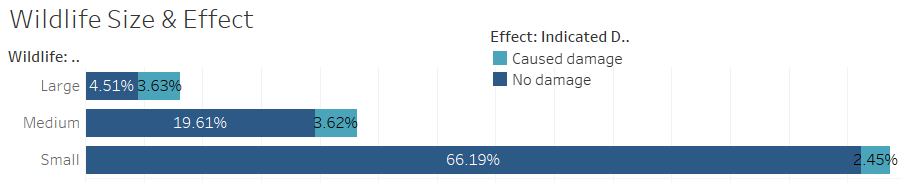 Wildlife Size & Effect
Effect: Indicated D..
Caused damage
No damage
Wildlife: ..
Large 4.51% 3.63%
Medium 19.61% 3.62%
Small 66.19% 2.45%